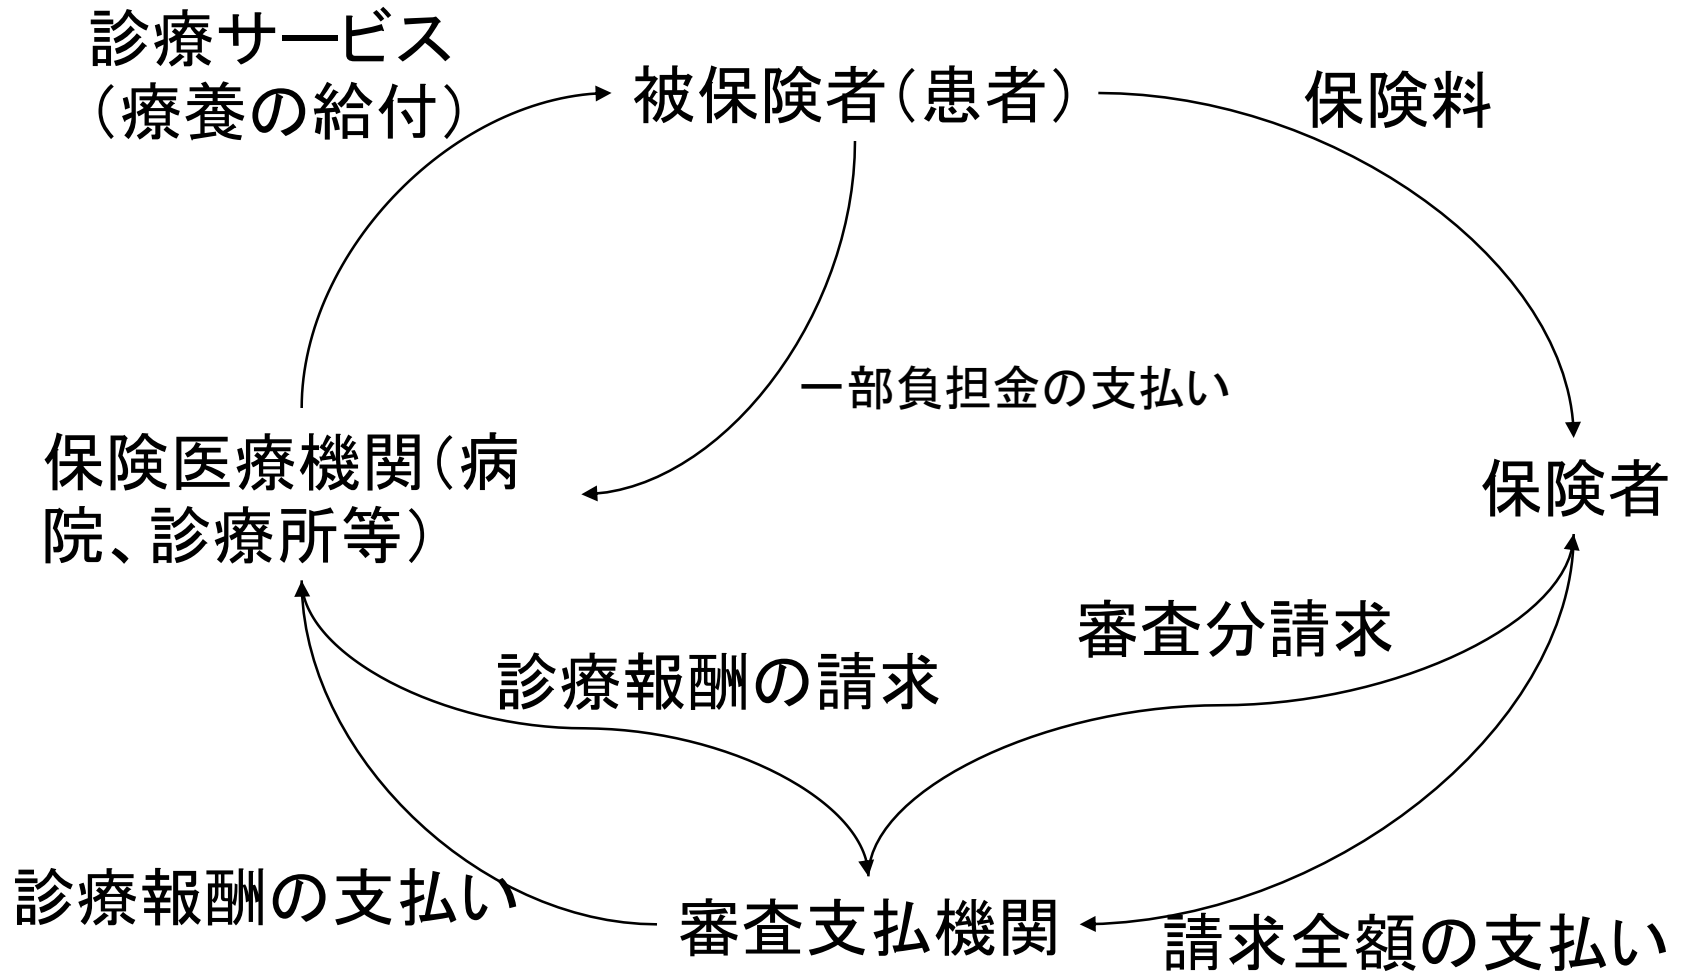 診療サービス
（療養の給付）
被保険者（患者）
保険料
一部負担金の支払い
保険医療機関（病
院、診療所等）
保険者
審査分請求
診療報酬の請求
診療報酬の支払い
審査支払機関
請求全額の支払い